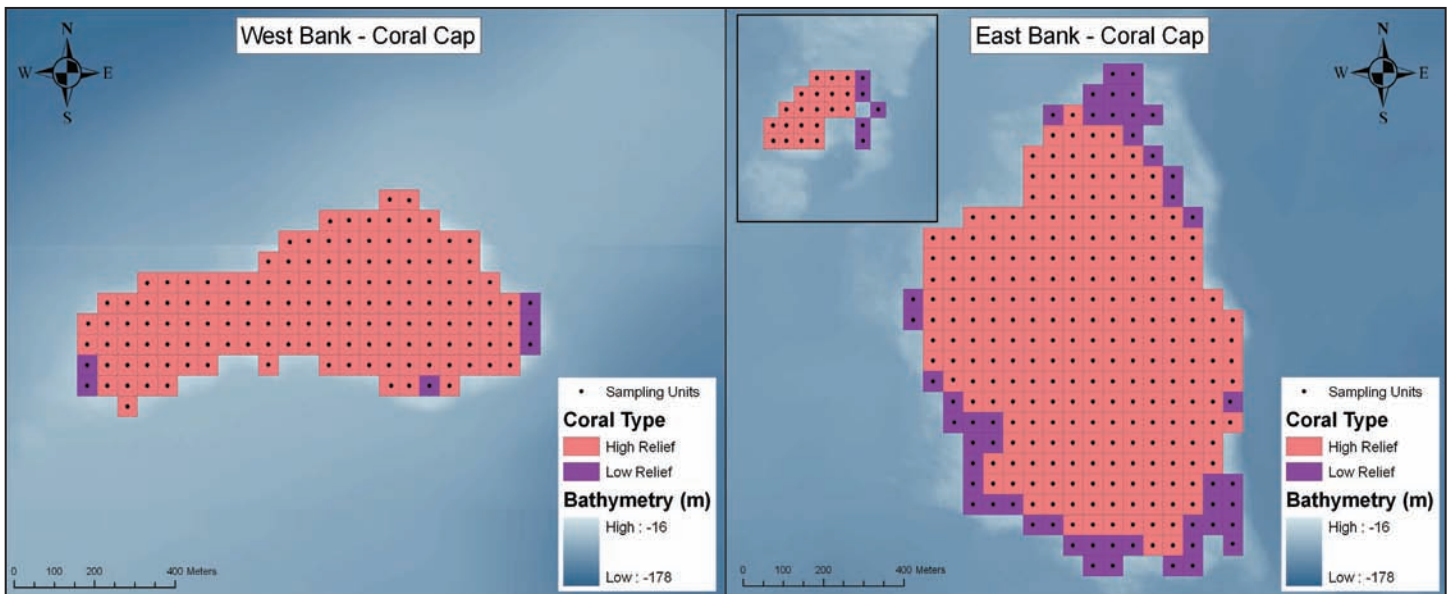 West Bank - Coral Cap
N
W E
S
Sampling Units
Coral Type
High Relief
Low Relief
Bathymetry (m)
High : -16
Low : -178
0 100 200 400 Meters
East Bank - Coral Cap
N
W E
S
Sampling Units
Coral Type
High Relief
Low Relief
Bathymetry (m)
High : -16
Low : -178
0 100 200 400 Meters